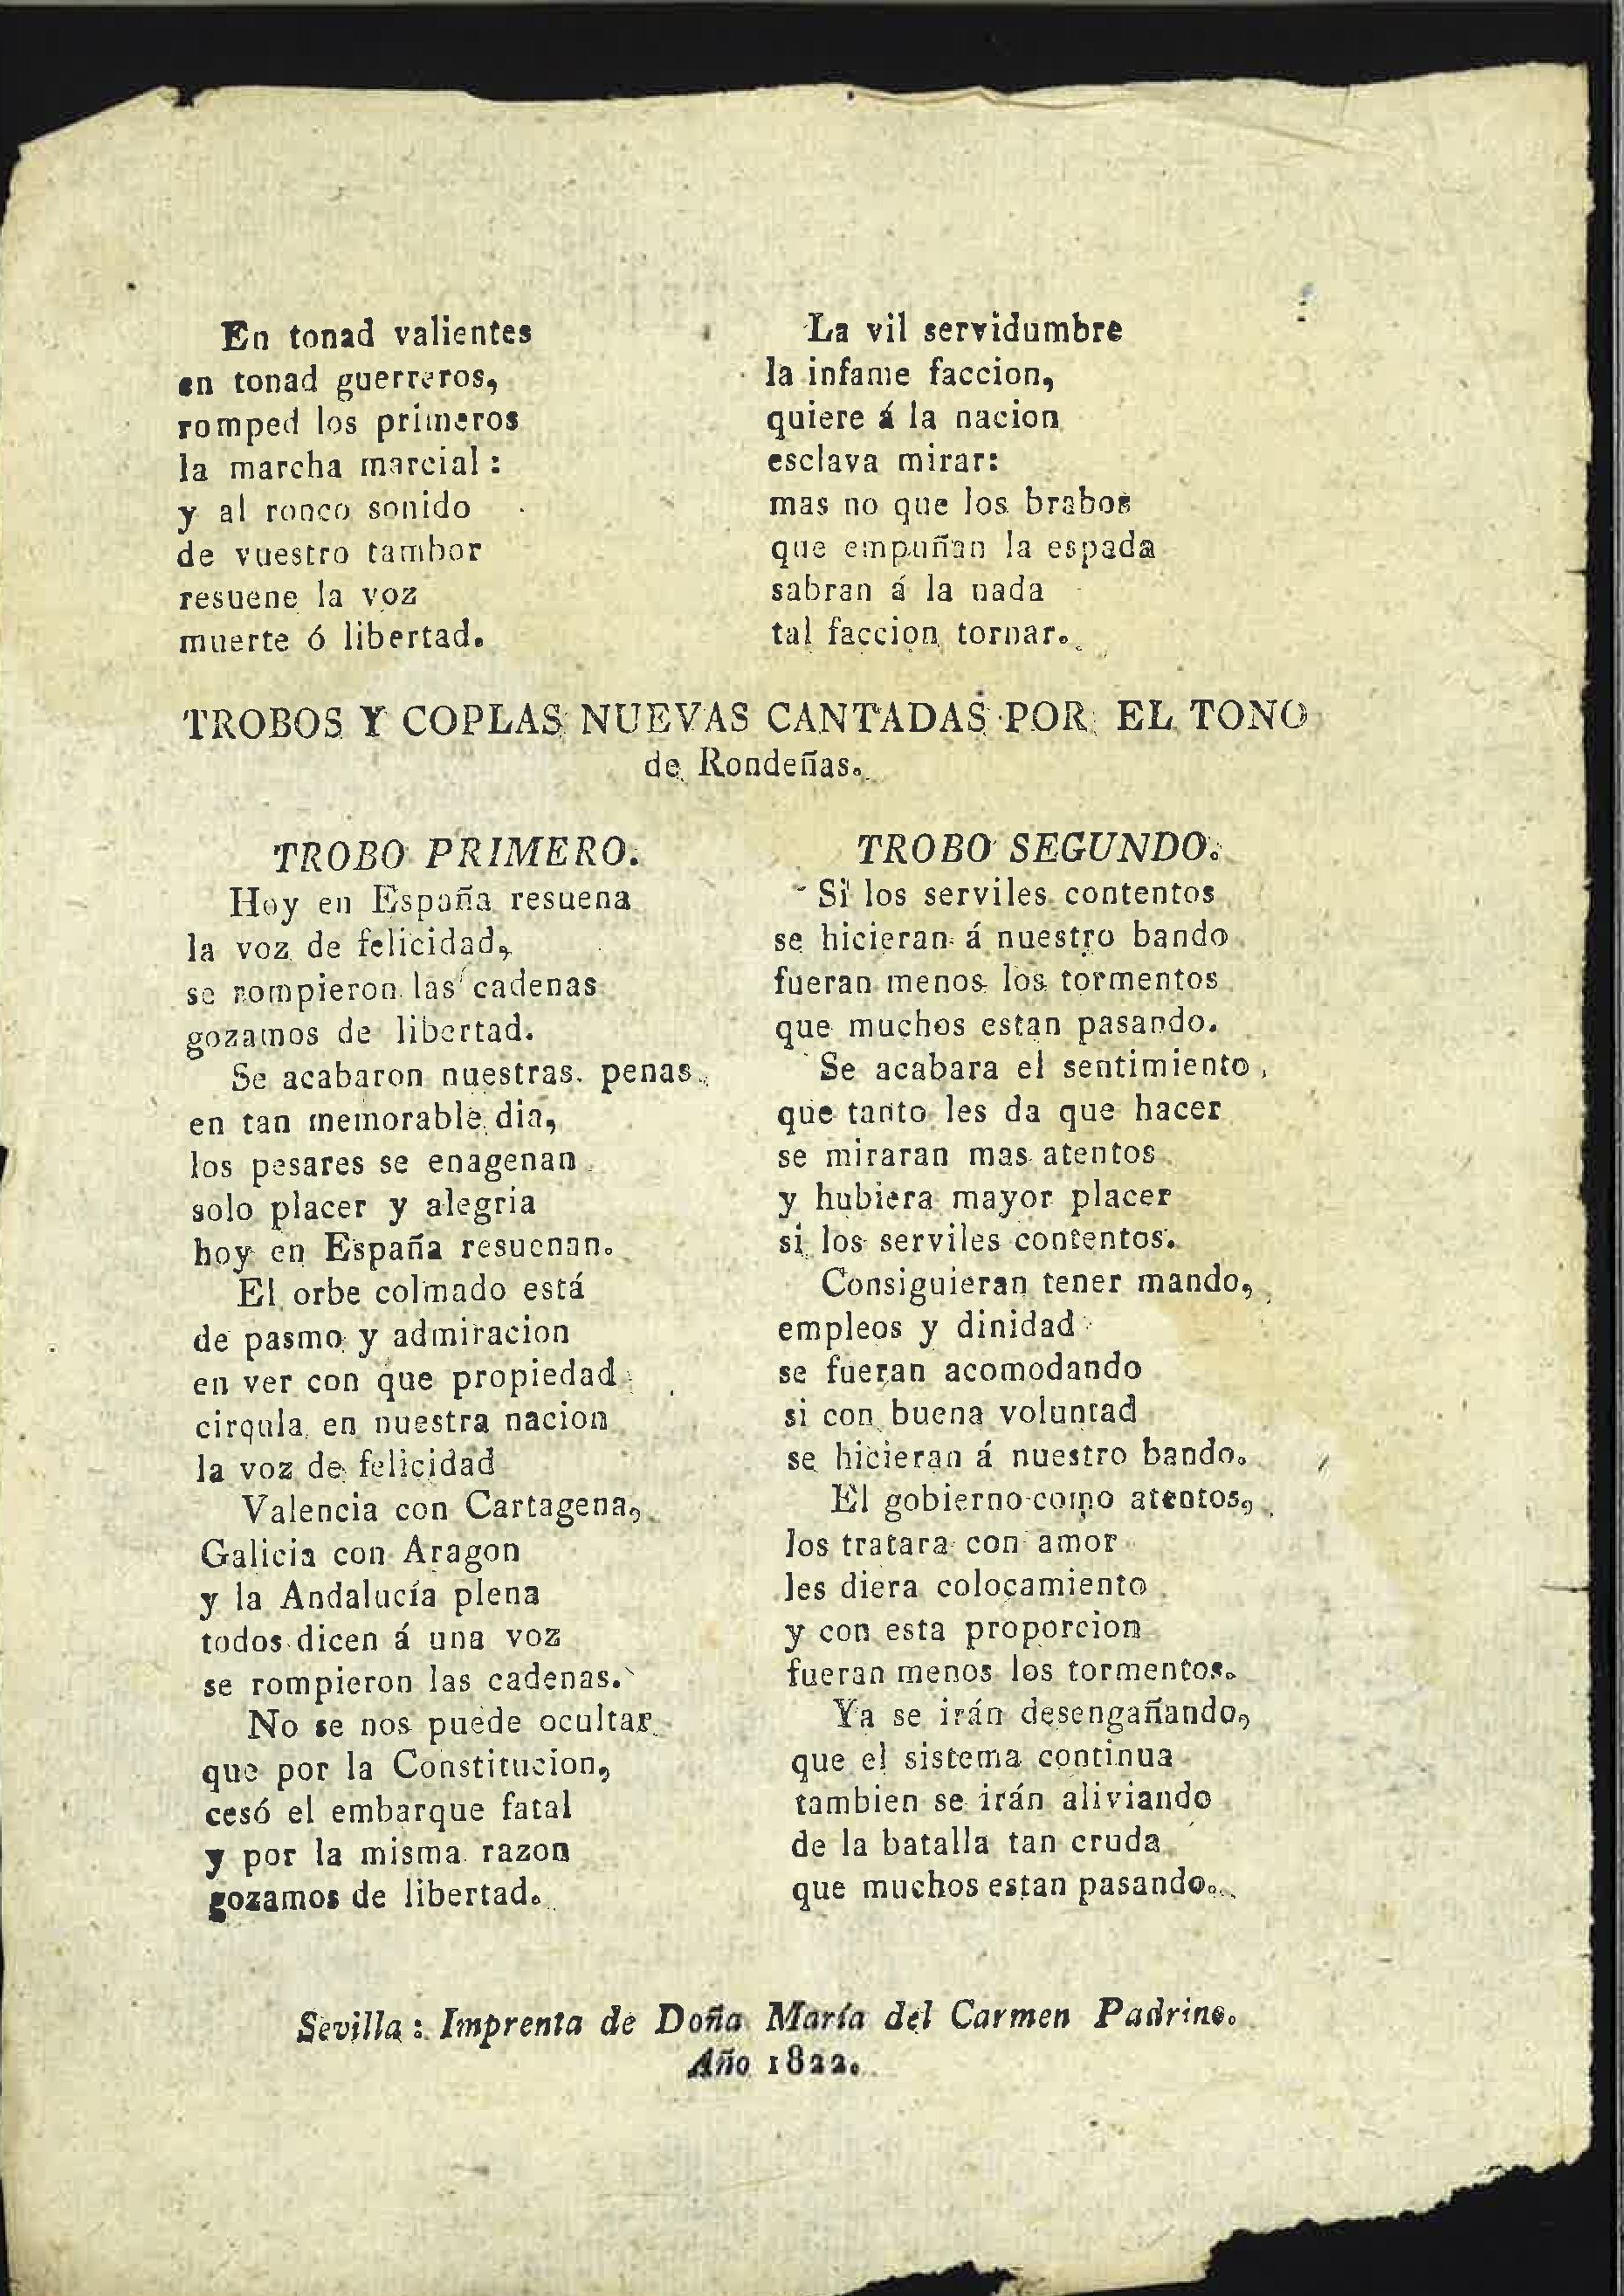 En tonad valientes
en tonad guerreros,
romped los primeros
la marcha marcial:
y al ronco sonido
de vuestro tambor
resuene la voz
muerte ó libertad.
La vil servidumbre
la infame faccion,
quiere á la nacion
esclava mirar:
mas no que los brabos
que empuñan la espada
sabran á la nada
tal faccion tornar.
TROBOS Y COPLAS NUEVAS CANTADAS POR EL TONO
de Rondeñas.
TROBO PRIMERO.
Hoy en España resuena
la voz de felicidad,
se rompieron las cadenas
gozamos de libertad.
Se acabaron nuestras penas
en tan memorable dia,
los pesares se enagenan
solo placer y alegria
hoy en España resuenan.
El orbe colmado está
de pasmo y admiracion
en ver con que propiedad
cirqula en nuestra nacion
la voz de felicidad
Valencia con Cartagena,
Galicia con Aragon
y la Andalucía plena
todos dicen á una voz
se rompieron las cadenas.
No se nos puede ocultar
que por la Constitucion,
cesó el embarque fatal
y por la misma razon
gozamos de libertad.
TROBO SEGUNDO.
Si los serviles contentos
se hicieran á nuestro bando
fueran menos los tormentos
que muchos estan pasando.
Se acabara el sentimiento,
que tanto les da que hacer
se miraran mas atentos
y hubiera mayor placer
si los serviles contentos.
Consiguieran tener mando,
empleos y dinidad
se fueran acomodando
si con buena voluntad
se hicieran á nuestro bando.
El gobierno como atentos,
los tratara con amor
les diera colocamiento
y con esta proporcion
fueran menos los tormentos.
Ya se irán desengañando,
que el sistema continua
tambien se irán aliviando
de la batalla tan cruda
que muchos estan pasando.
Sevilla: Imprenta de Doña María del Carmen Padrino.
Año 1822.